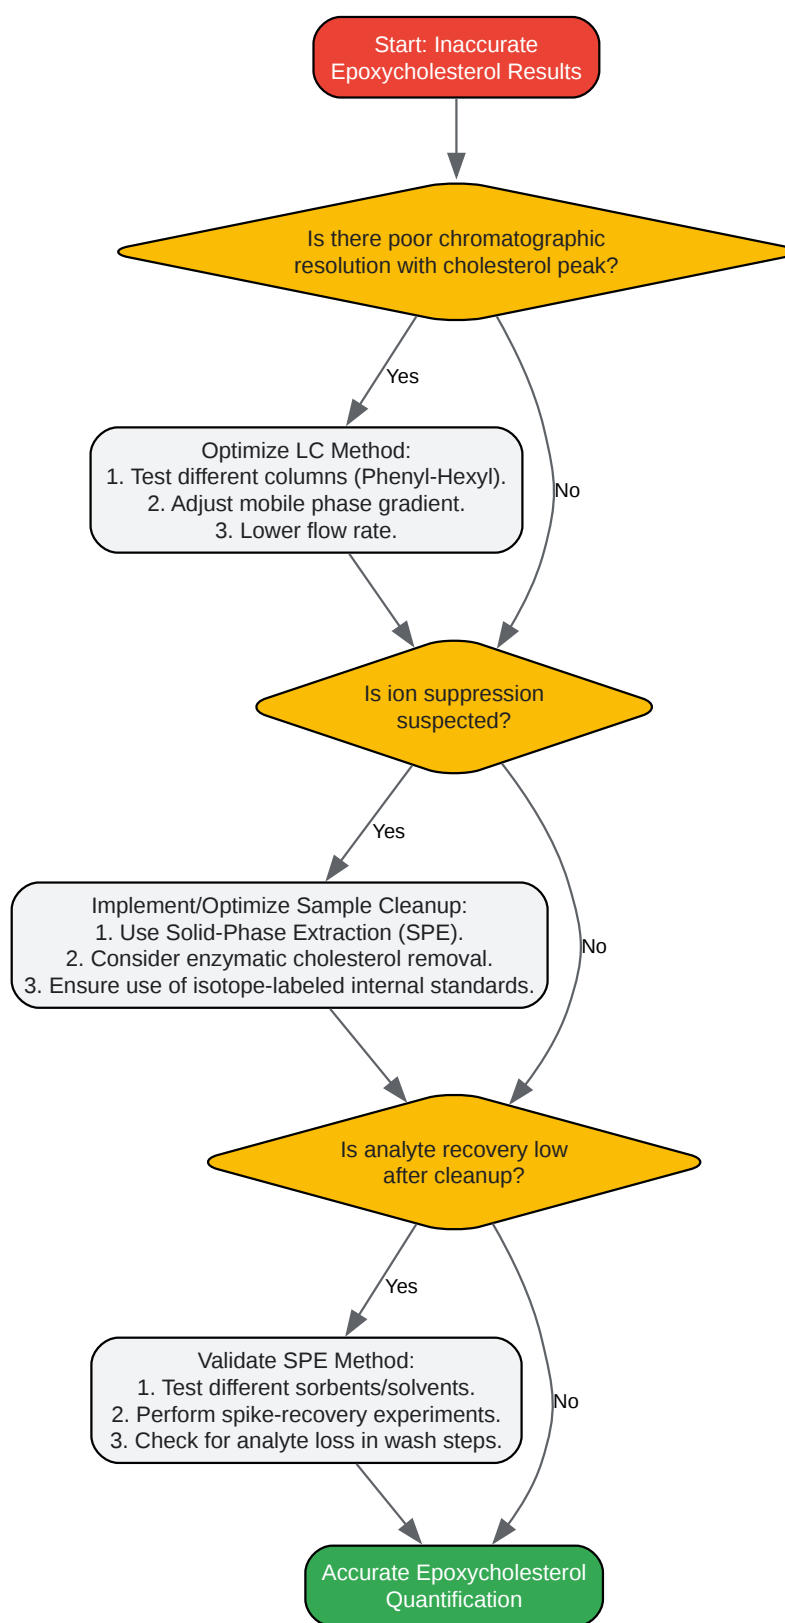 Start: Inaccurate
Epoxycholesterol Results
Is there poor chromatographic
resolution with cholesterol peak?
Yes
No
Optimize LC Method:
1. Test different columns (Phenyl-Hexyl).
2. Adjust mobile phase gradient.
3. Lower flow rate.
Is ion suppression
suspected?
Yes
No
Implement/Optimize Sample Cleanup:
1. Use Solid-Phase Extraction (SPE).
2. Consider enzymatic cholesterol removal.
3. Ensure use of isotope-labeled internal standards.
Is analyte recovery low
after cleanup?
Yes
No
Validate SPE Method:
1. Test different sorbents/solvents.
2. Perform spike-recovery experiments.
3. Check for analyte loss in wash steps.
Accurate Epoxycholesterol
Quantification